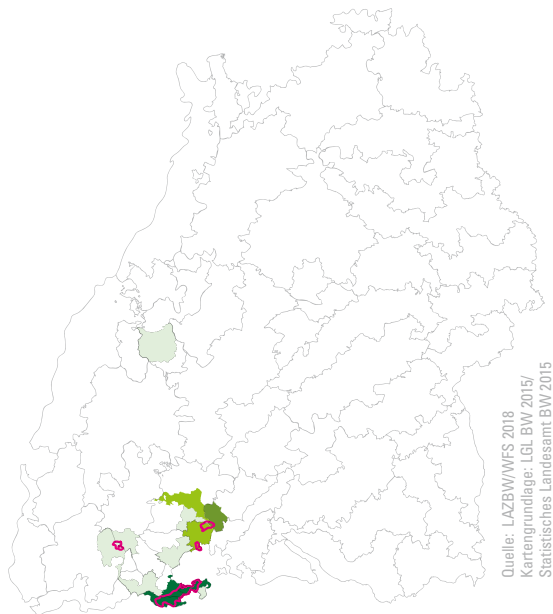 Quelle: LAZBW/WFS 2018
Kartengrundlage: LGL BW 2015/
Statistisches Landesamt BW 2015